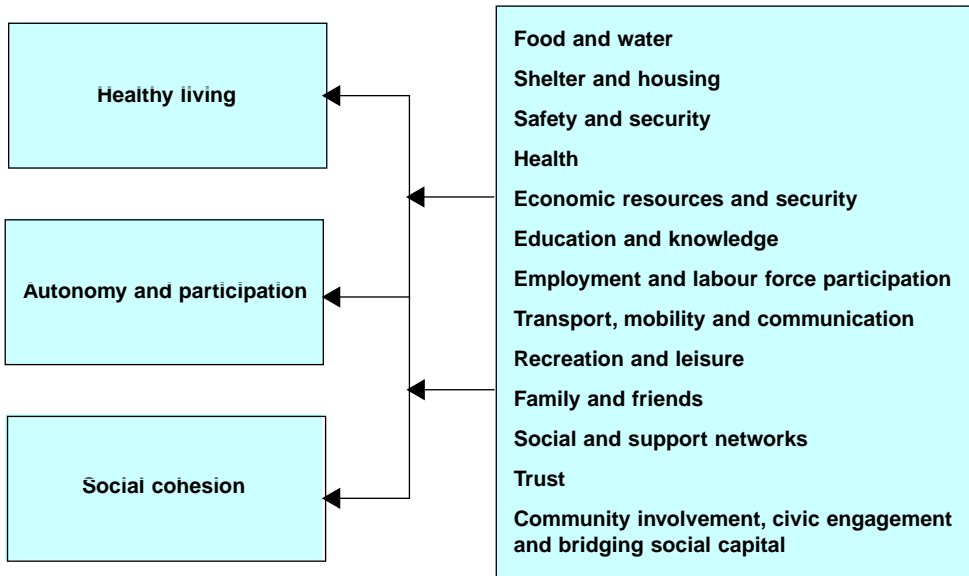 Healthy living
Autonomy and participation
Social cohesion
Food and water
Shelter and housing
Safety and security
Health
Economic resources and security
Education and knowledge
Employment and labour force participation
Transport, mobility and communication
Recreation and leisure
Family and friends
Social and support networks
Trust
Community involvement, civic engagement
and bridging social capital